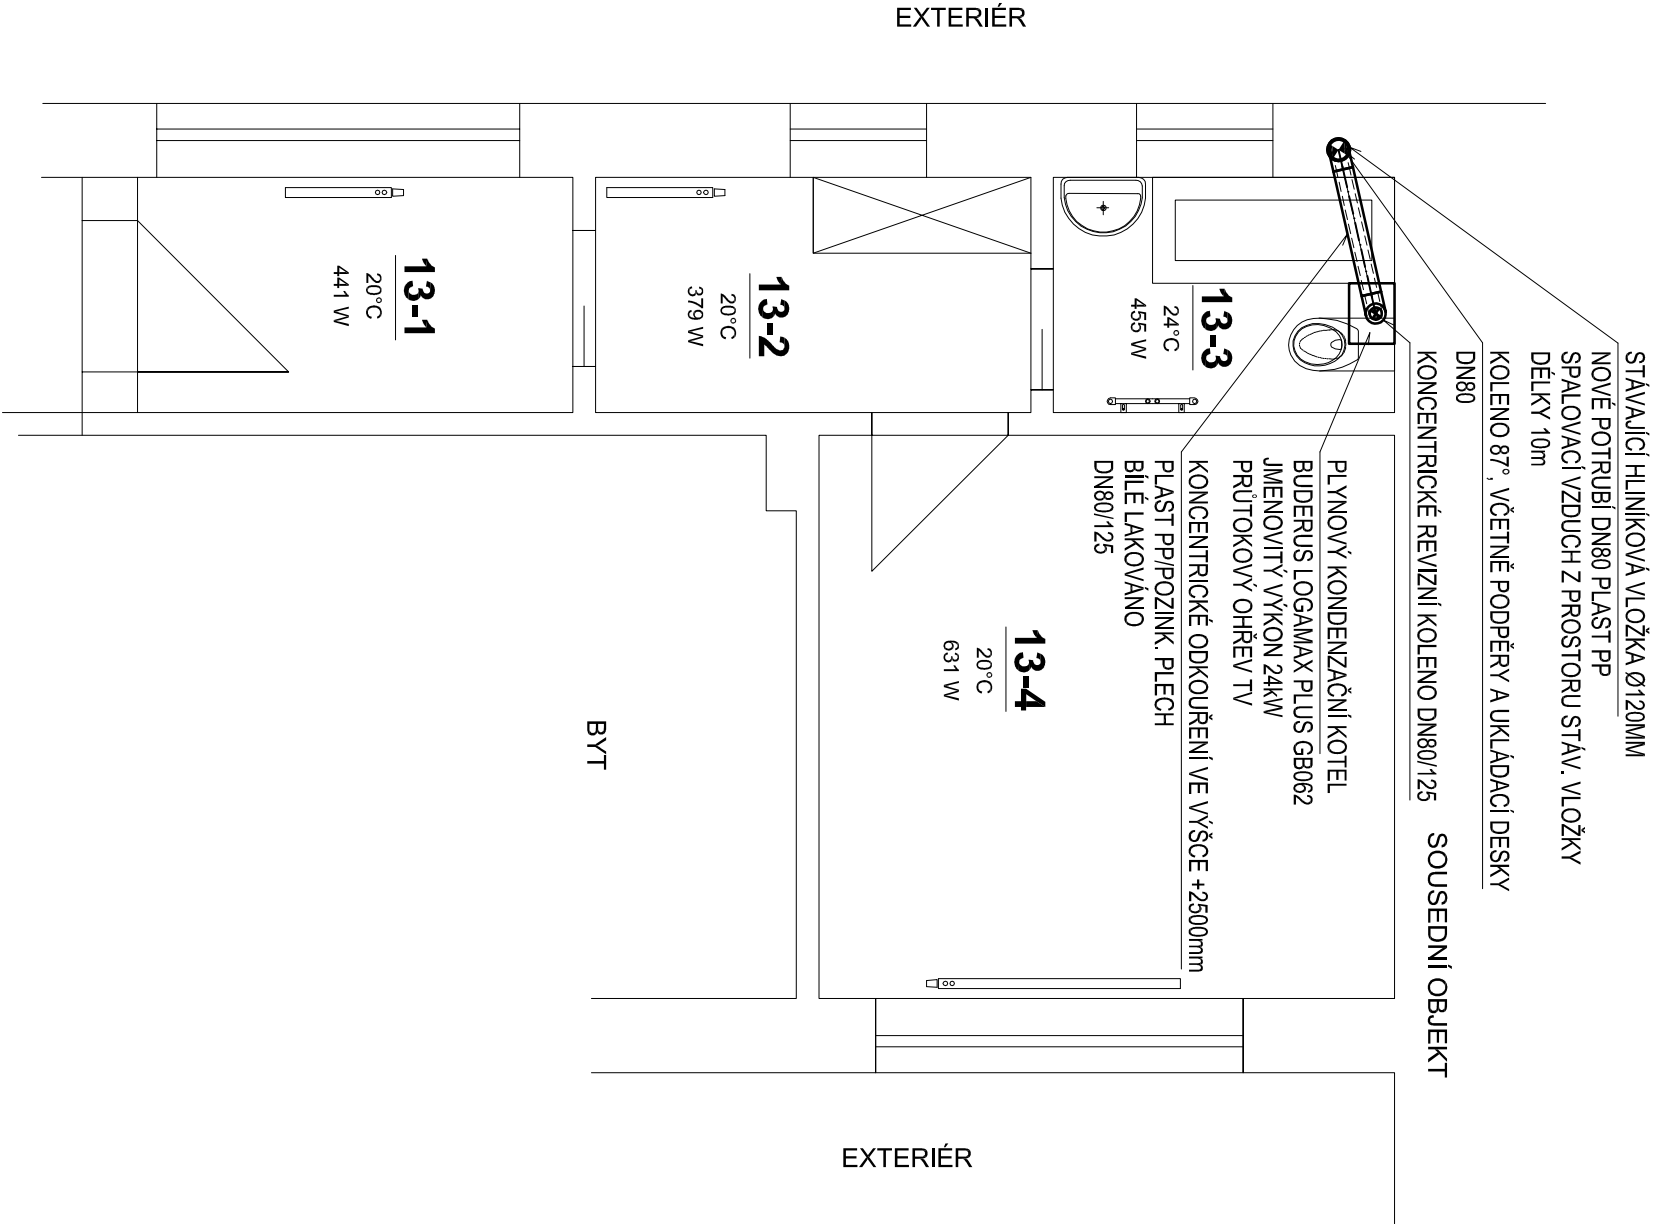 EXTERIÉR
STÁVAJÍCÍ HLINÍKOVÁ VLOŽKA Ø120MM
NOVÉ POTRUBÍ DN80 PLAST PP
SPALOVACÍ VZDUCH Z PROSTORU STÁV. VLOŽKY
DÉLKY 10m
KOLENO 87°, VČETNĚ PODPĚRY A UKLÁDACÍ DESKY
DN80
KONCENTRICKÉ REVIZNÍ KOLENO DN80/125
SOUSEDNÍ OBJEKT
PLYNOVÝ KONDENZAČNÍ KOTEL
BUDERUS LOGAMAX PLUS GB062
JMENOVITÝ VÝKON 24kW
PRŮTOKOVÝ OHŘEV TV
KONCENTRICKÉ ODKOUŘENÍ VE VÝŠCE +2500mm
PLAST PP/POZINK. PLECH
BÍLÉ LAKOVÁNO
DN80/125
13-3
24°C
455 W
13-2
20°C
379 W
13-1
20°C
441 W
13-4
20°C
631 W
BYT
EXTERIÉR